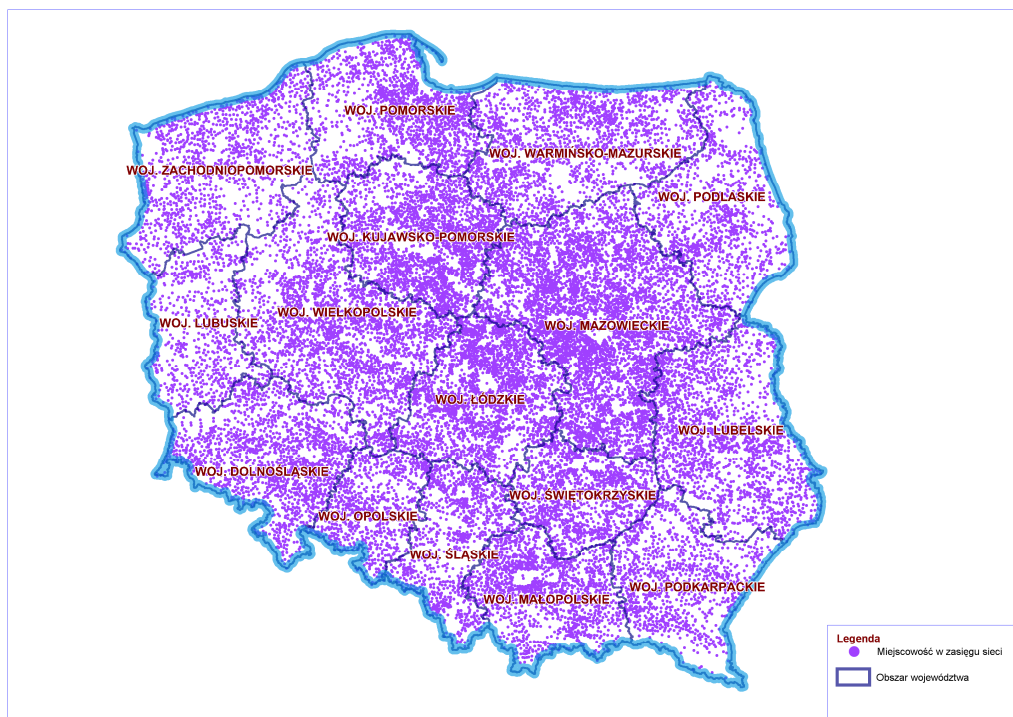 WOJ. POMORSKIE
WOJ. WARMIŃSKO-MAZURSKIE
WOJ. ZACHODNIOPOMORSKIE
WOJ. PODLASKIE
WOJ. KUJAWSKO-POMORSKIE
WOJ. WIELKOPOLSKIE
WOJ. LUBUSKIE
WOJ. MAZOWIECKIE
WOJ. ŁÓDZKIE
WOJ. LUBELSKIE
WOJ. DOLNOŚLĄSKIE
WOJ. ŚWIĘTOKRZYSKIE
WOJ. OPOLSKIE
WOJ. ŚLĄSKIE
WOJ. PODKARPACKIE
WOJ. MAŁOPOLSKIE
Legenda
Miejscowość w zasięgu sieci
Obszar województwa